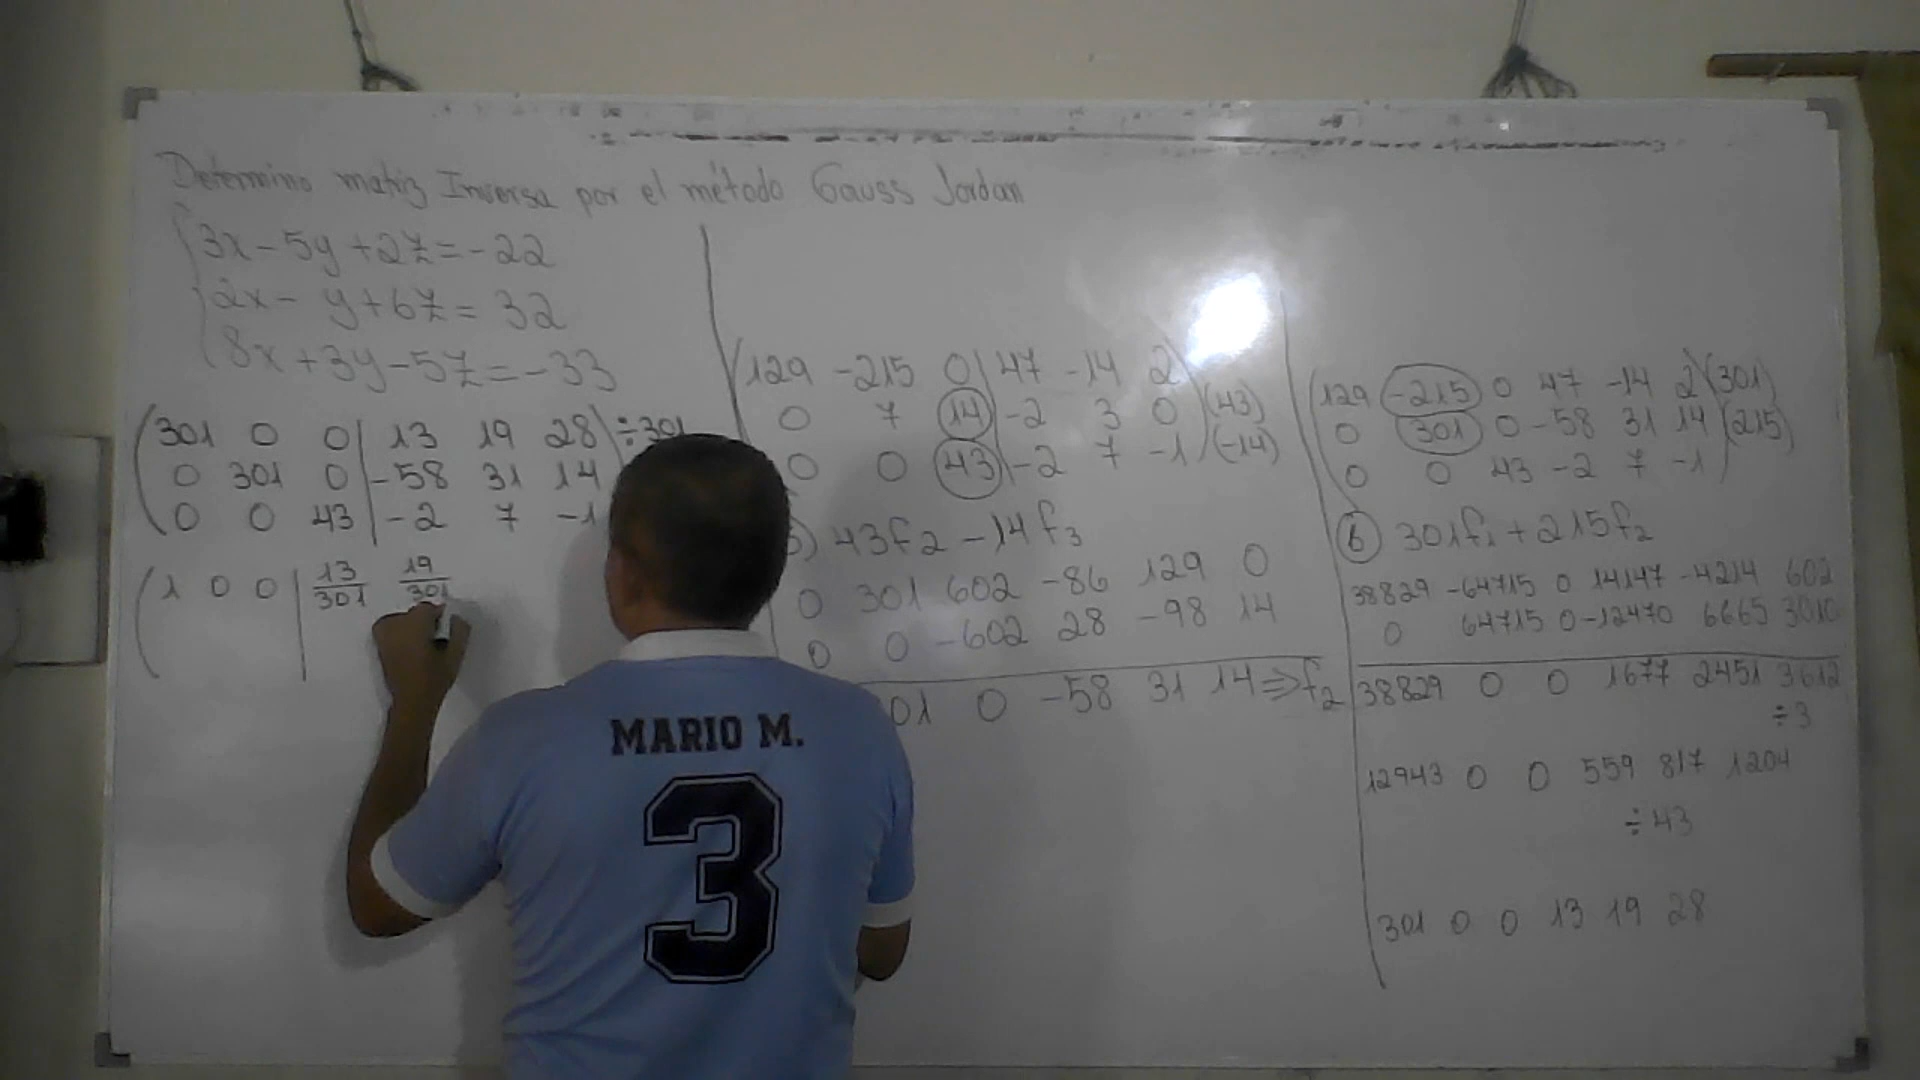 Determino matriz Inversa por el método Gauss Jordan
3x - 5y + 2z = -22
2x - y + 6z = 32
8x + 3y - 5z = -33
301 0 0 | 13 19 28 ÷301
0 301 0 | -58 31 14
0 0 43 | -2 7 -1
1 0 0 | 13/301 19/301
129 -215 0 | 47 -14 2
0 7 14 | -2 3 0 (43)
0 0 43 | -2 7 -1 (-14)
) 43f2 - 14f3
0 301 602 -86 129 0
0 0 -602 28 -98 14
01 0 -58 31 14 ⇒ f2
129 -215 0 47 -14 2 (301)
0 301 0 -58 31 14 (215)
0 0 43 -2 7 -1
6 301f1 + 215f2
38829 -64715 0 14147 -4214 602
0 64715 0 -12470 6665 3010
38829 0 0 1677 2451 3612
÷3
12943 0 0 559 817 1204
÷43
301 0 0 13 19 28
MARIO M.
3